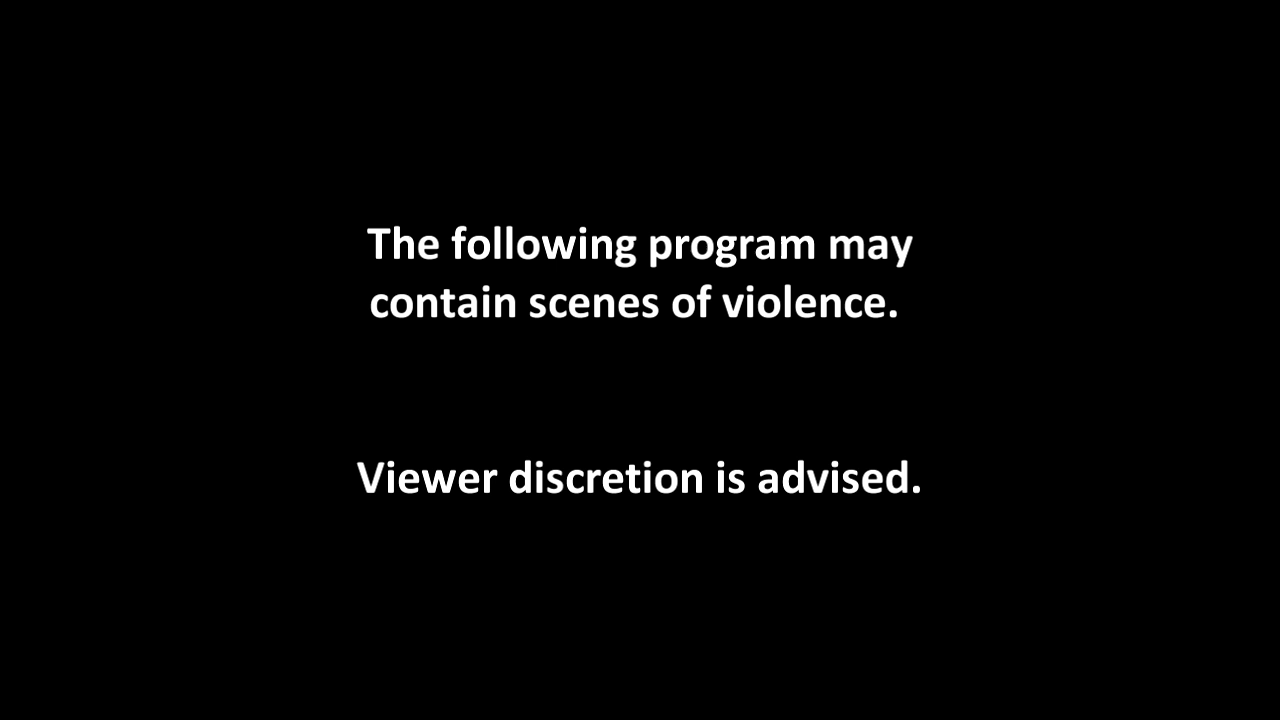 The following program may
contain scenes of violence.
Viewer discretion is advised.